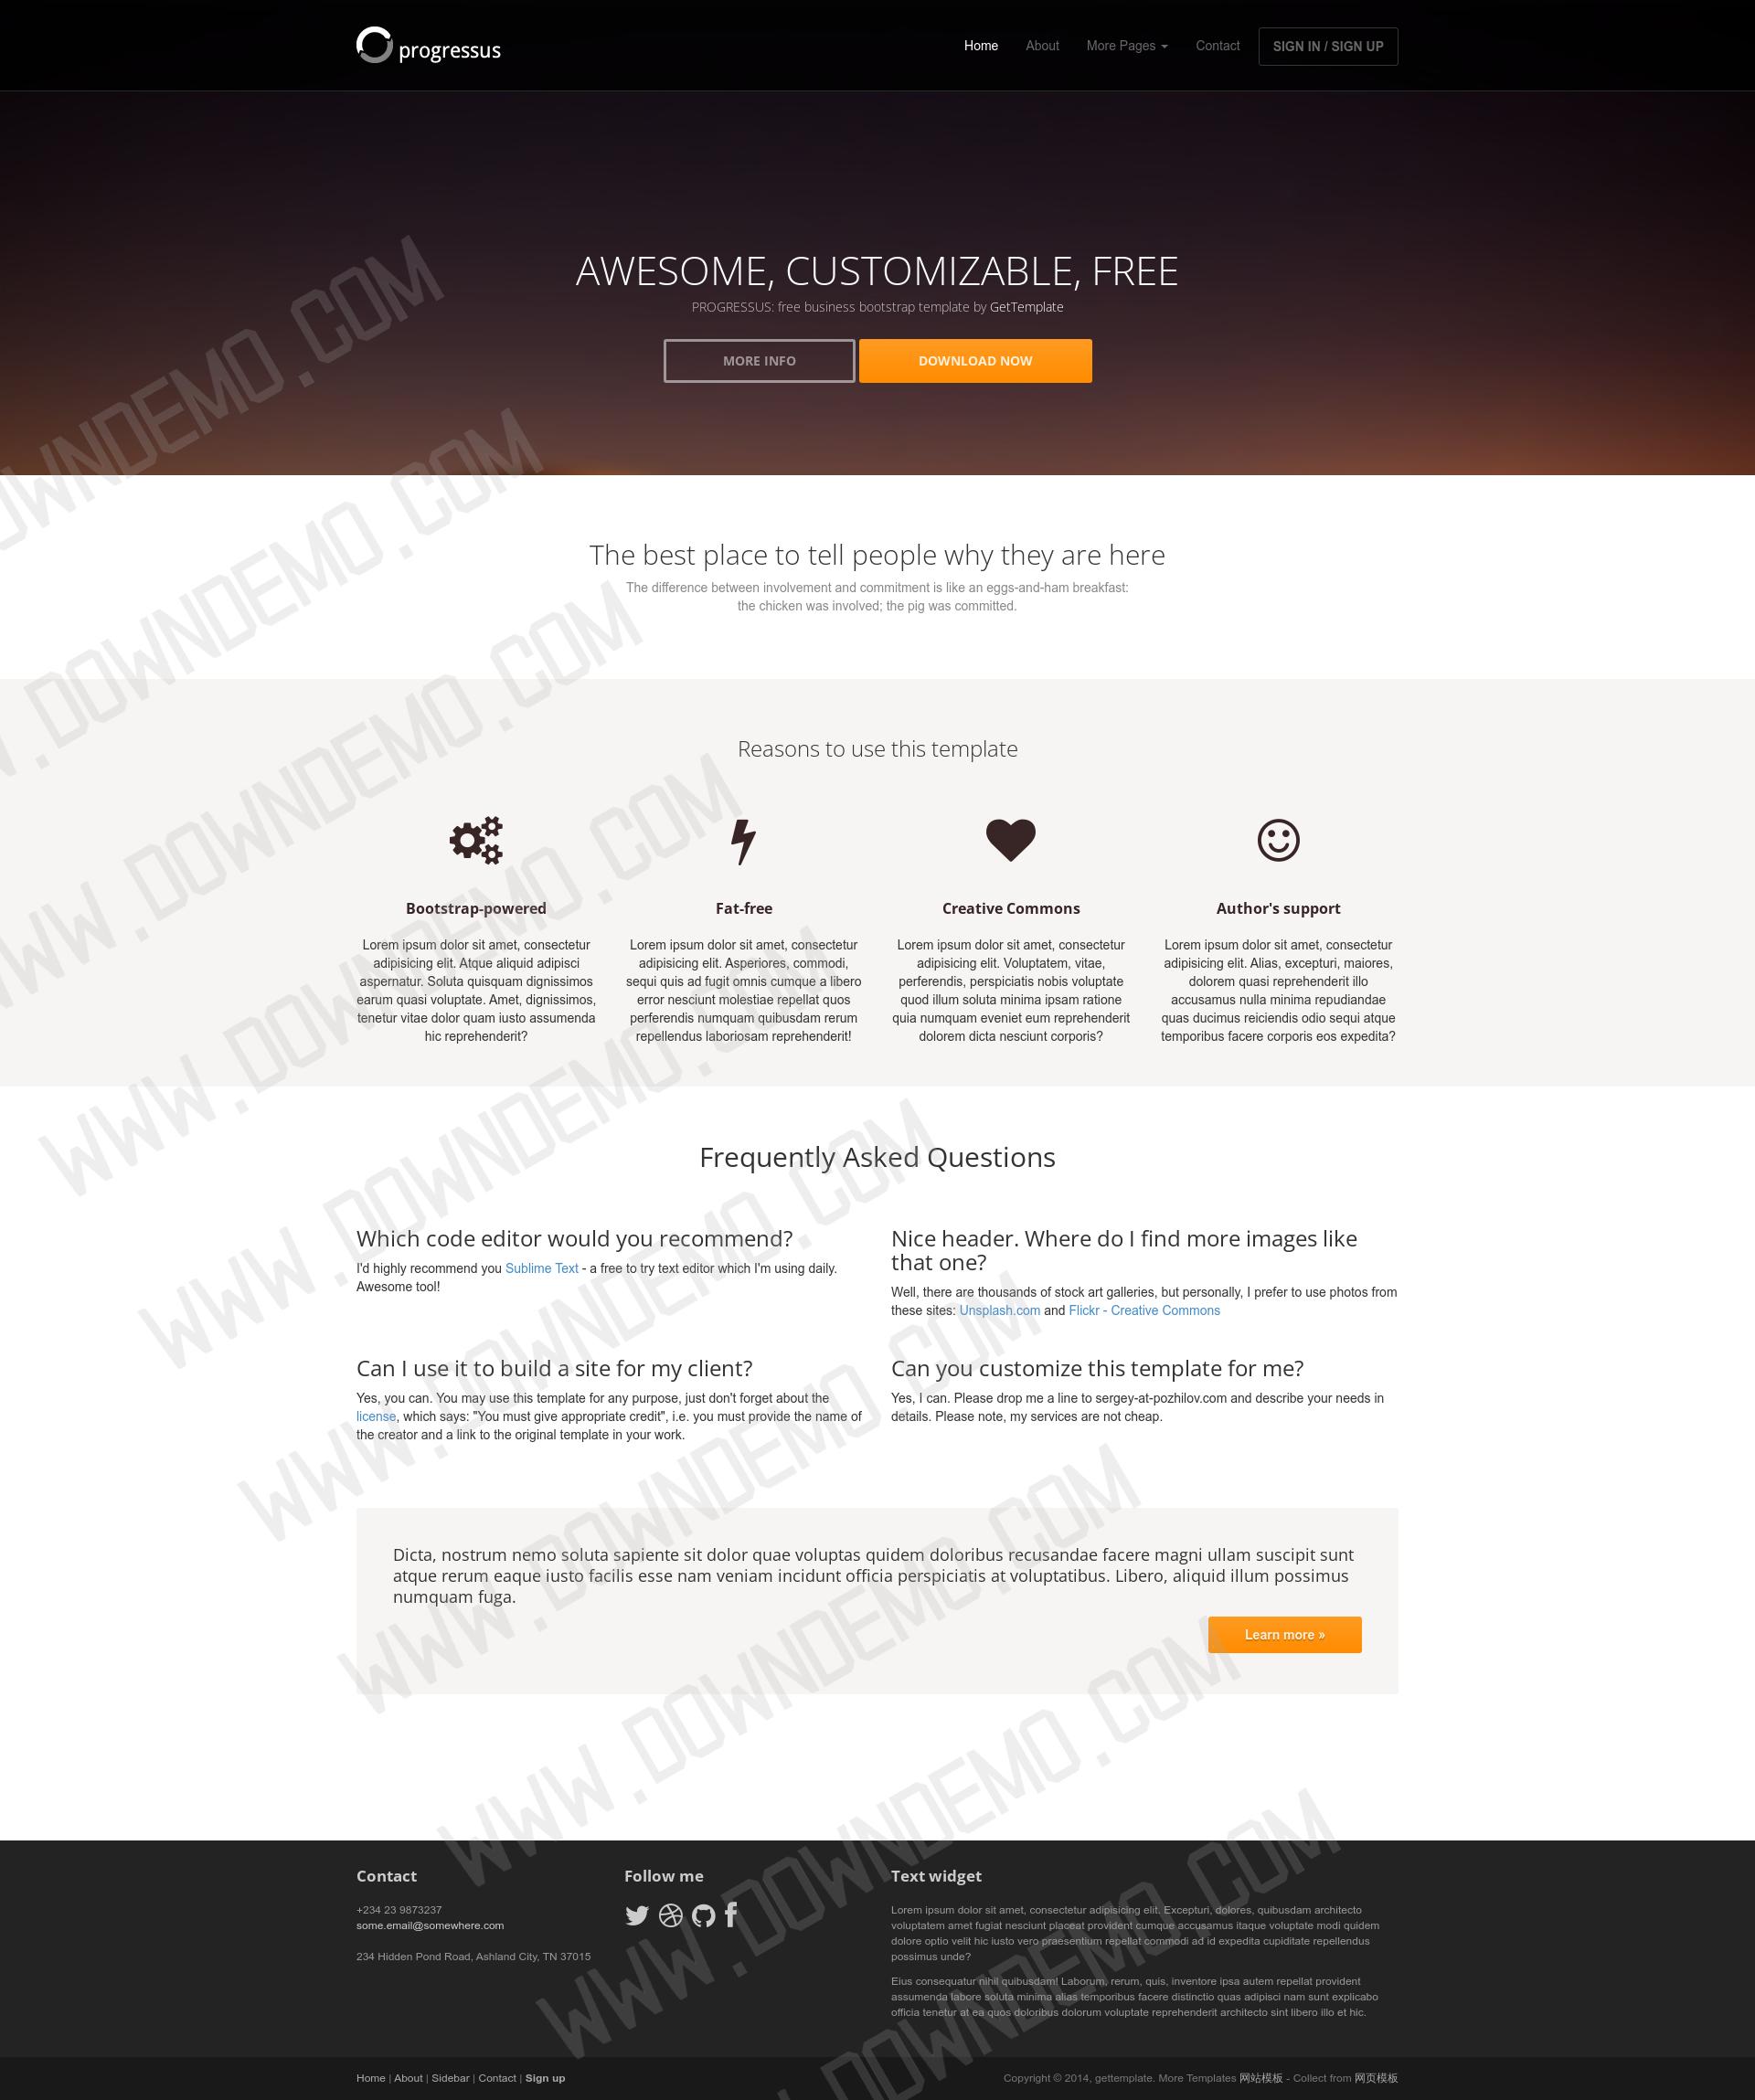 progressus
Home About More Pages Contact SIGN IN / SIGN UP
AWESOME, CUSTOMIZABLE, FREE
PROGRESSUS: free business bootstrap template by GetTemplate
MORE INFO DOWNLOAD NOW
The best place to tell people why they are here
The difference between involvement and commitment is like an eggs-and-ham breakfast:
the chicken was involved; the pig was committed.
Reasons to use this template
Bootstrap-powered
Lorem ipsum dolor sit amet, consectetur
adipisicing elit. Atque aliquid adipisci
aspernatur. Soluta quisquam dignissimos
earum quasi voluptate. Amet, dignissimos,
tenetur vitae dolor quam iusto assumenda
hic reprehenderit?
Fat-free
Lorem ipsum dolor sit amet, consectetur
adipisicing elit. Asperiores, commodi,
sequi quis ad fugit omnis cumque a libero
error nesciunt molestiae repellat quos
perferendis numquam quibusdam rerum
repellendus laboriosam reprehenderit!
Creative Commons
Lorem ipsum dolor sit amet, consectetur
adipisicing elit. Voluptatem, vitae,
perferendis, perspiciatis nobis voluptate
quod illum soluta minima ipsam ratione
quia numquam eveniet eum reprehenderit
dolorem dicta nesciunt corporis?
Author's support
Lorem ipsum dolor sit amet, consectetur
adipisicing elit. Alias, excepturi, maiores,
dolorem quasi reprehenderit illo
accusamus nulla minima repudiandae
quas ducimus reiciendis odio sequi atque
temporibus facere corporis eos expedita?
Frequently Asked Questions
Which code editor would you recommend?
I'd highly recommend you Sublime Text - a free to try text editor which I'm using daily.
Awesome tool!
Nice header. Where do I find more images like
that one?
Well, there are thousands of stock art galleries, but personally, I prefer to use photos from
these sites: Unsplash.com and Flickr - Creative Commons
Can I use it to build a site for my client?
Yes, you can. You may use this template for any purpose, just don't forget about the
license, which says: "You must give appropriate credit", i.e. you must provide the name of
the creator and a link to the original template in your work.
Can you customize this template for me?
Yes, I can. Please drop me a line to sergey-at-pozhilov.com and describe your needs in
details. Please note, my services are not cheap.
Dicta, nostrum nemo soluta sapiente sit dolor quae voluptas quidem doloribus recusandae facere magni ullam suscipit sunt
atque rerum eaque iusto facilis esse nam veniam incidunt officia perspiciatis at voluptatibus. Libero, aliquid illum possimus
numquam fuga.
Learn more »
Contact
+234 23 9873237
some.email@somewhere.com
234 Hidden Pond Road, Ashland City, TN 37015
Follow me
Text widget
Lorem ipsum dolor sit amet, consectetur adipisicing elit. Excepturi, dolores, quibusdam architecto
voluptatem amet fugiat nesciunt placeat provident cumque accusamus itaque voluptate modi quidem
dolore optio velit hic iusto vero praesentium repellat commodi ad id expedita cupiditate repellendus
possimus unde?
Eius consequatur nihil quibusdam! Laborum, rerum, quis, inventore ipsa autem repellat provident
assumenda labore soluta minima alias temporibus facere distinctio quas adipisci nam sunt explicabo
officia tenetur at ea quos doloribus dolorum voluptate reprehenderit architecto sint libero illo et hic.
Home | About | Sidebar | Contact | Sign up
Copyright © 2014, gettemplate. More Templates 网站模板 - Collect from 网页模板
OWNDEMO.COM
W.DOWNDEMO.COM
WWW.DOWNDEMO.COM
WWW.DOWNDEMO.COM
WWW.DOWNDEMO.COM
WWW.DOWNDEMO.COM
WWW.DOWNDEMO.COM
WWW.DOWNDEMO.COM
WWW.DOWNDEMO.COM
.DOWNDEMO.COM